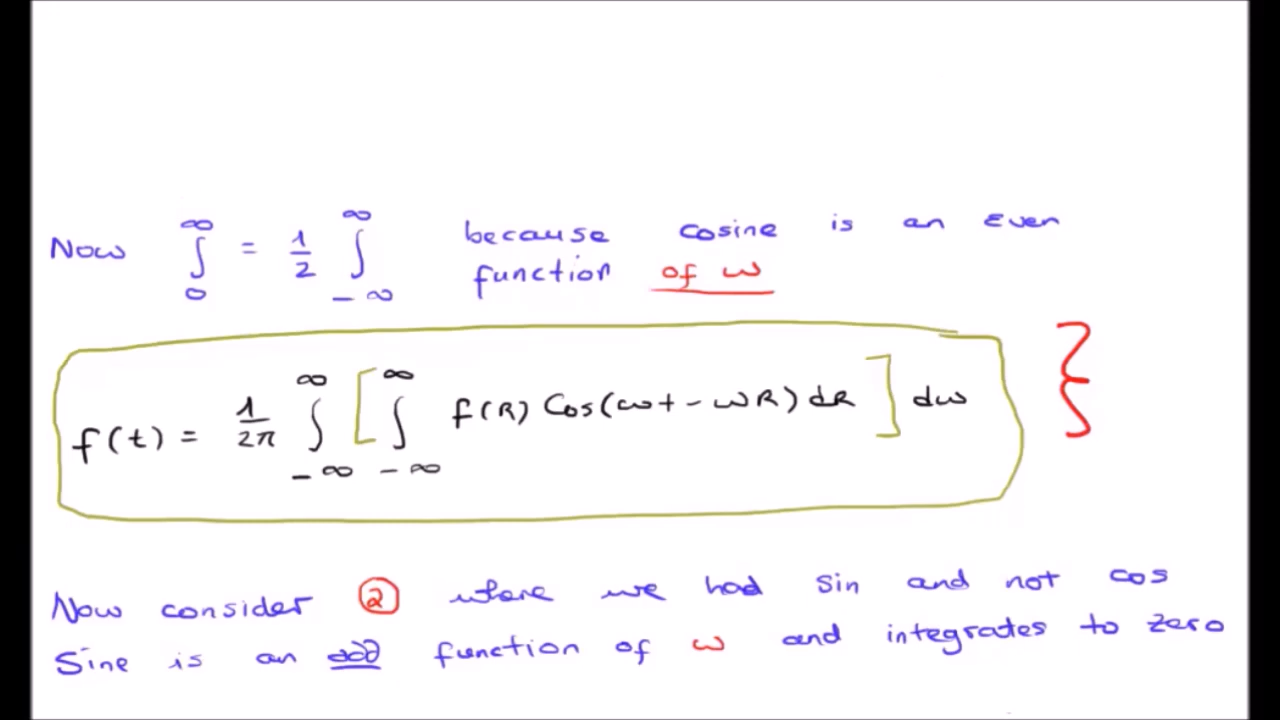 Now ∫₀^∞ = 1/2 ∫₋∞^∞ because cosine is an even
function of ω
f(t) = 1/2π ∫₋∞^∞ [ ∫₋∞^∞ f(R) Cos(ωt - ωR) dR ] dω
Now consider ② where we had Sin and not cos
Sine is an odd function of ω and integrates to zero